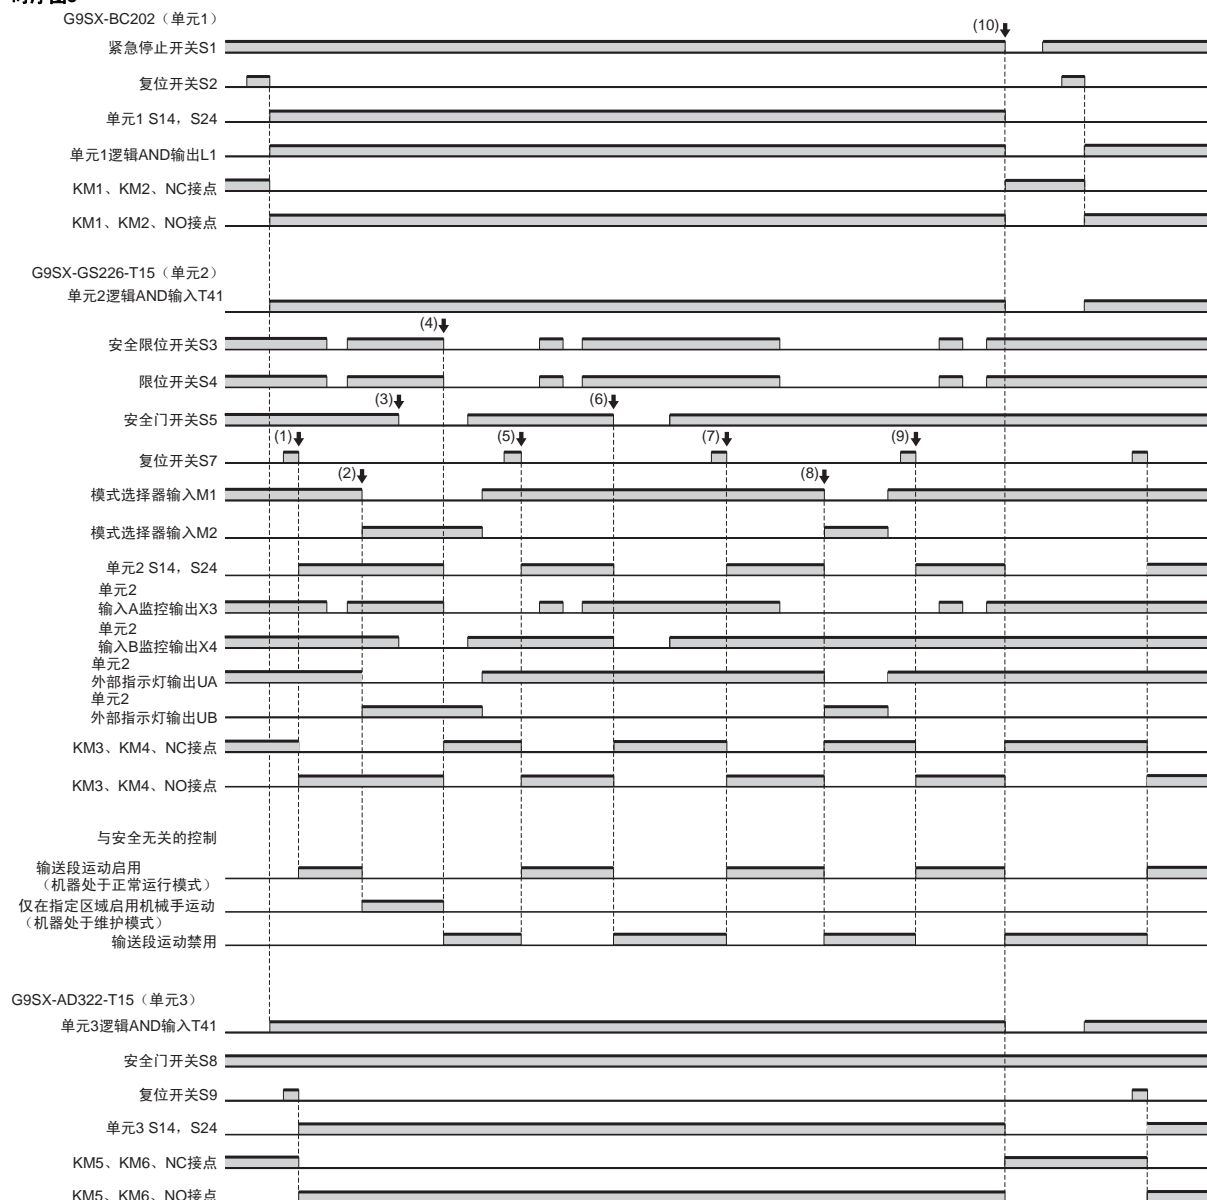 G9SX-BC202（单元1）
(10)
紧急停止开关S1
复位开关S2
单元1 S14，S24
单元1逻辑AND输出L1
KM1、KM2、NC接点
KM1、KM2、NO接点
G9SX-GS226-T15（单元2）
单元2逻辑AND输入T41
(4)
安全限位开关S3
限位开关S4
(3)
(6)
安全门开关S5
(1)
(5)
(7)
(9)
复位开关S7
(2)
(8)
模式选择器输入M1
模式选择器输入M2
单元2 S14，S24
单元2
输入A监控输出X3
单元2
输入B监控输出X4
单元2
外部指示灯输出UA
单元2
外部指示灯输出UB
KM3、KM4、NC接点
KM3、KM4、NO接点
与安全无关的控制
输送段运动启用
（机器处于正常运行模式）
仅在指定区域启用机械手运动
（机器处于维护模式）
输送段运动禁用
G9SX-AD322-T15（单元3）
单元3逻辑AND输入T41
安全门开关S8
复位开关S9
单元3 S14，S24
KM5、KM6、NC接点
KM5、KM6、NO接点